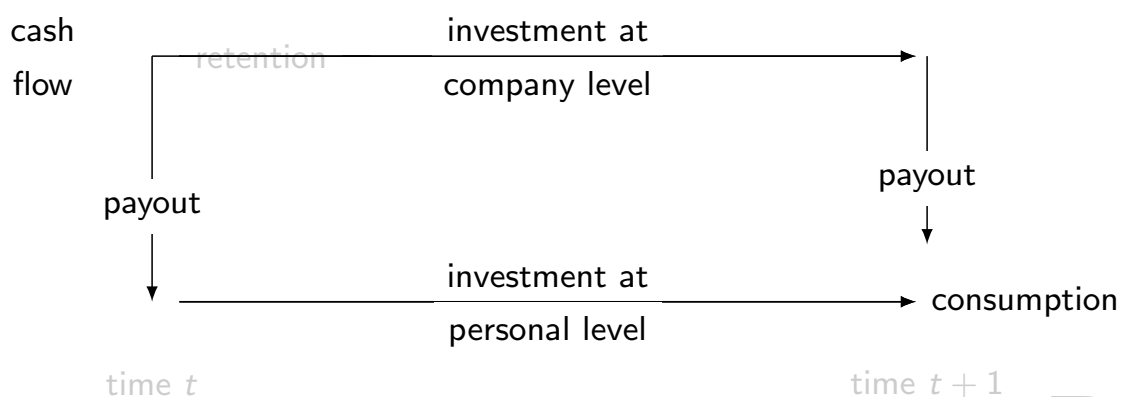 cash
flow
retention
investment at
company level
payout
payout
investment at
personal level
consumption
time t
time t + 1